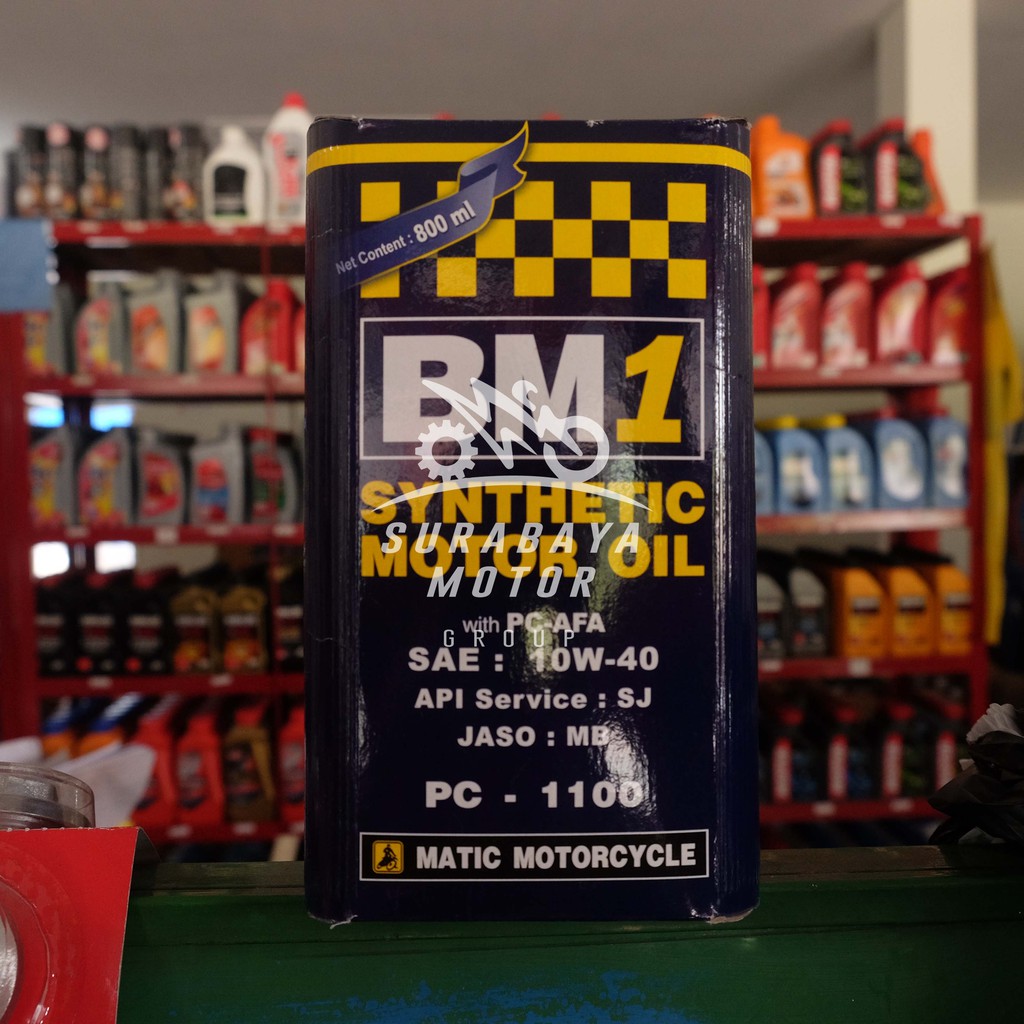 Net Content : 800 ml
BM1
SYNTHETIC
MOTOR OIL
SURABAYA
MOTOR
GROUP
with PC-AFA
SAE : 10W-40
API Service : SJ
JASO : MB
PC - 1100
MATIC MOTORCYCLE